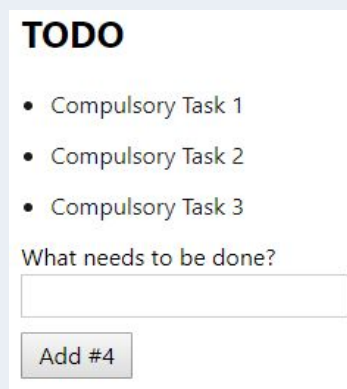 TODO
• Compulsory Task 1
• Compulsory Task 2
• Compulsory Task 3
What needs to be done?
Add #4